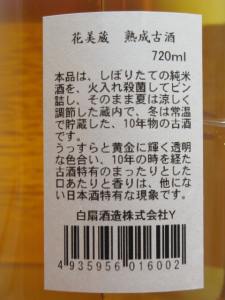 花美蔵 熟成古酒
720ml
本品は、しぼりたての純米
酒を、火入れ殺菌してビン
詰し、そのまま夏は涼しく
調節した蔵内で、冬は常温
で貯蔵した、10年物の古酒
です。
うっすらと黄金に輝く透明
な色合い、10年の時を経た
古酒特有のまったりとした
口あたりと香りは、他にな
い日本酒特有な現象です。
白扇酒造株式会社Y
4935956016002